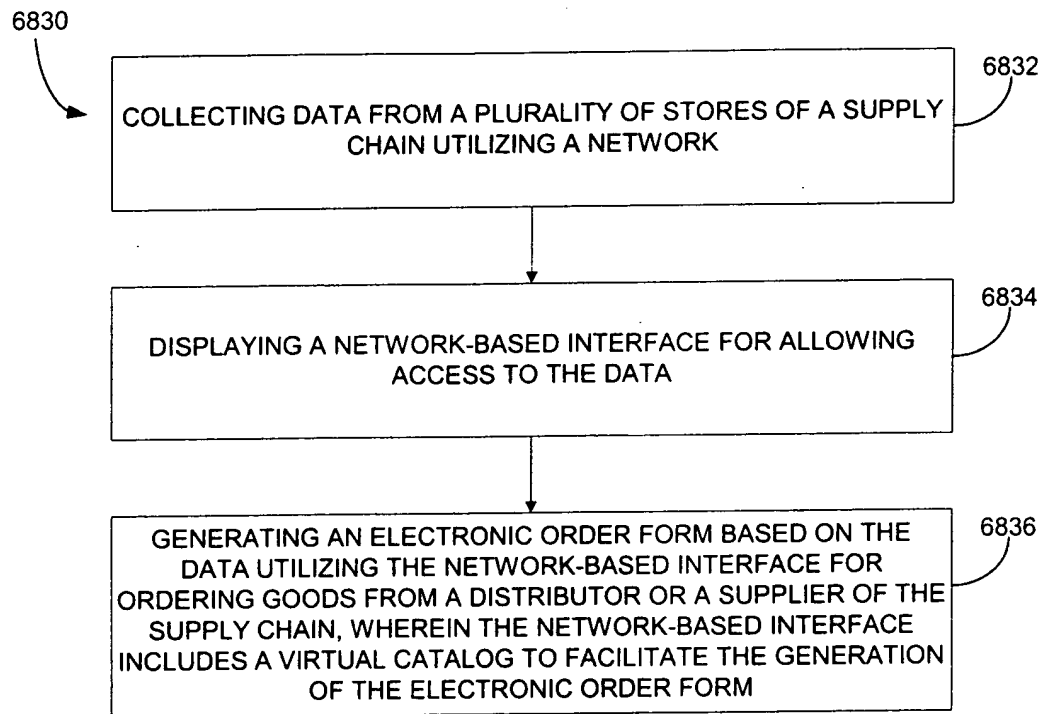 6830
6832
COLLECTING DATA FROM A PLURALITY OF STORES OF A SUPPLY
CHAIN UTILIZING A NETWORK
6834
DISPLAYING A NETWORK-BASED INTERFACE FOR ALLOWING
ACCESS TO THE DATA
6836
GENERATING AN ELECTRONIC ORDER FORM BASED ON THE
DATA UTILIZING THE NETWORK-BASED INTERFACE FOR
ORDERING GOODS FROM A DISTRIBUTOR OR A SUPPLIER OF THE
SUPPLY CHAIN, WHEREIN THE NETWORK-BASED INTERFACE
INCLUDES A VIRTUAL CATALOG TO FACILITATE THE GENERATION
OF THE ELECTRONIC ORDER FORM